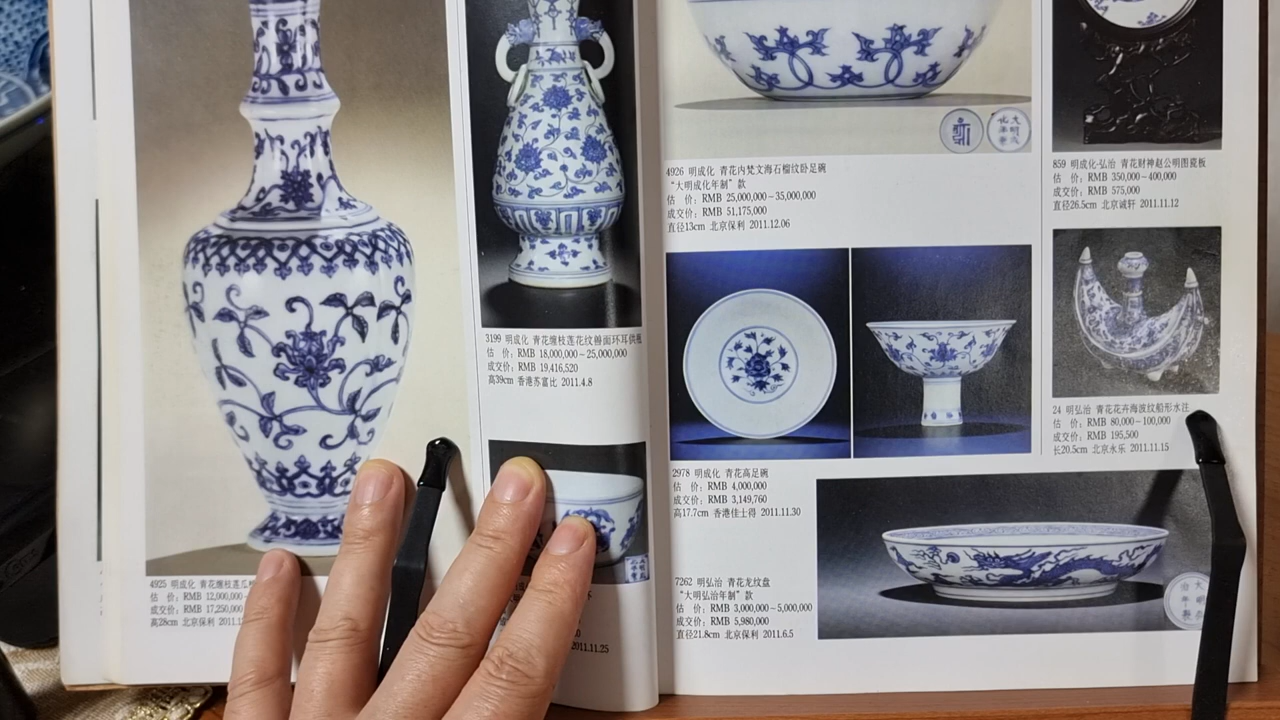 4925 明成化 青花缠枝莲瓜
估 价：RMB 12,000,000
成交价：RMB 17,250,000
高28cm 北京保利 2011.
3199 明成化 青花缠枝莲花纹兽面环耳供瓶
估 价：RMB 18,000,000~25,000,000
成交价：RMB 19,416,520
高39cm 香港苏富比 2011.4.8
2011.11.25
4926 明成化 青花内梵文海石榴纹卧足碗
“大明成化年制”款
估 价：RMB 25,000,000~35,000,000
成交价：RMB 51,175,000
直径13cm 北京保利 2011.12.06
859 明成化-弘治 青花财神赵公明图瓷板
估 价：RMB 350,000~400,000
成交价：RMB 575,000
直径26.5cm 北京诚轩 2011.11.12
24 明弘治 青花花卉海波纹船形水注
估 价：RMB 80,000~100,000
成交价：RMB 195,500
长20.5cm 北京永乐 2011.11.15
2978 明成化 青花高足碗
估 价：RMB 4,000,000
成交价：RMB 3,149,760
高17.7cm 香港佳士得 2011.11.30
7262 明弘治 青花龙纹盘
“大明弘治年制”款
估 价：RMB 3,000,000~5,000,000
成交价：RMB 5,980,000
直径21.8cm 北京保利 2011.6.5